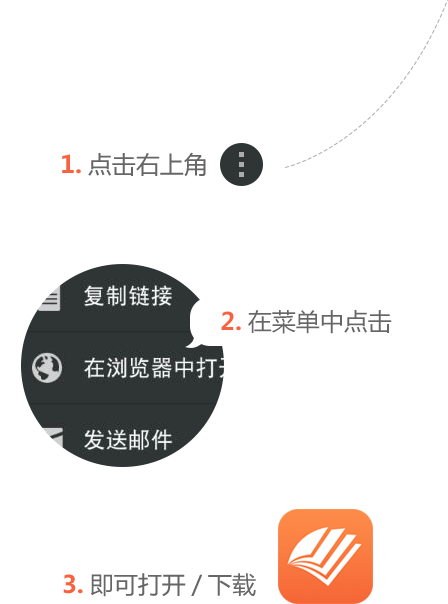 1. 点击右上角
复制链接
2. 在菜单中点击
在浏览器中打开
发送邮件
3. 即可打开 / 下载